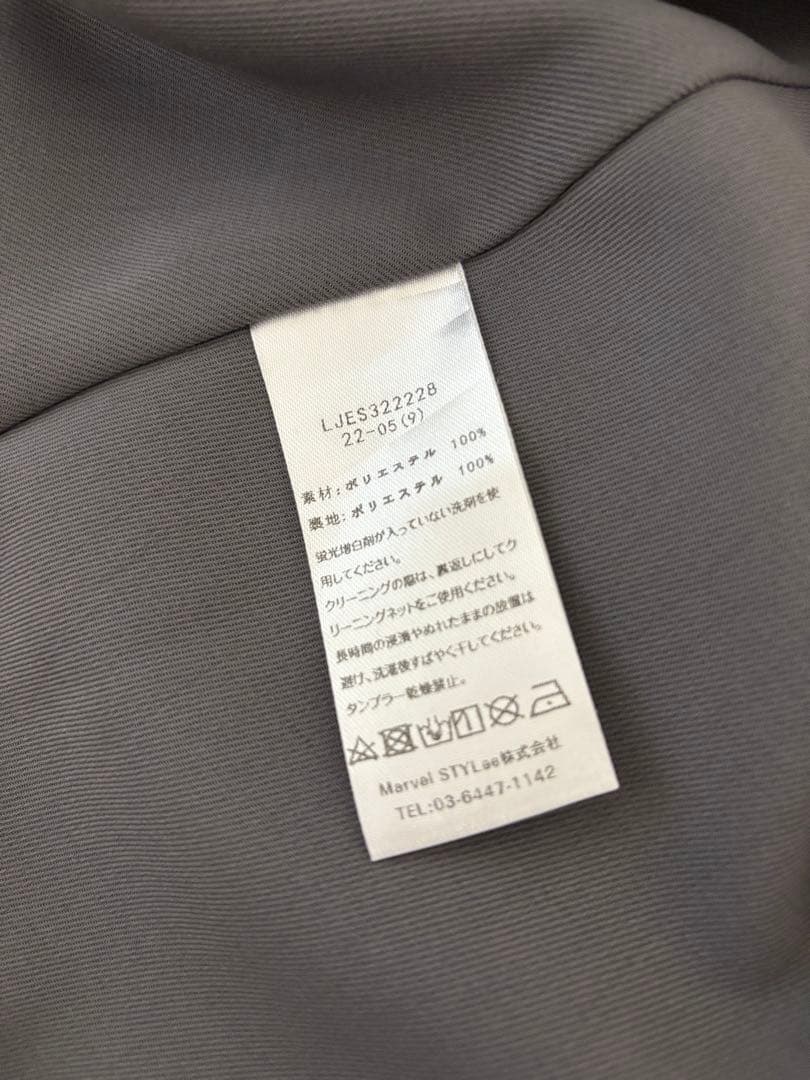 LJES322228
22-05(9)
素材:ポリエステル 100%
裏地:ポリエステル 100%
蛍光増白剤が入っていない洗剤を使
用してください。
クリーニングの際は、裏返しにしてク
リーニングネットをご使用ください。
長時間の浸漬やぬれたままの放置は
避け、洗濯後すばやく干してください。
タンブラー乾燥禁止。
Marvel STYLae株式会社
TEL:03-6447-1142